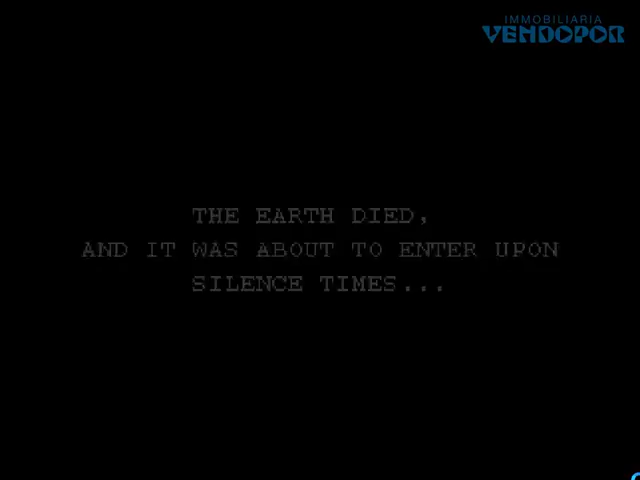 IMMOBILIARIA
VENDOPOR
THE EARTH DIED,
AND IT WAS ABOUT TO ENTER UPON
SILENCE TIMES...